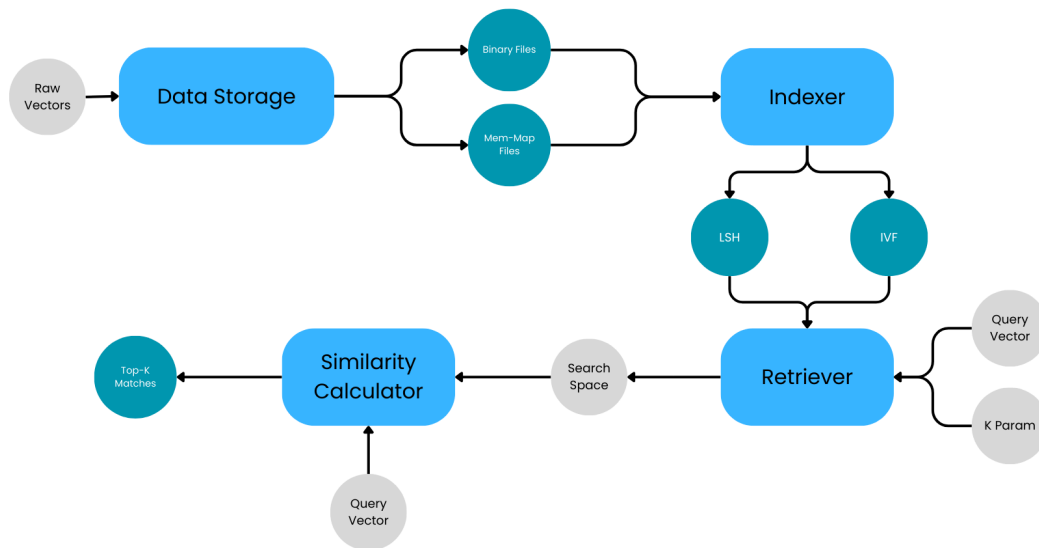 Raw
Vectors
Data Storage
Binary Files
Mem-Map
Files
Indexer
LSH
IVF
Query
Vector
K Param
Retriever
Search
Space
Similarity
Calculator
Top-K
Matches
Query
Vector